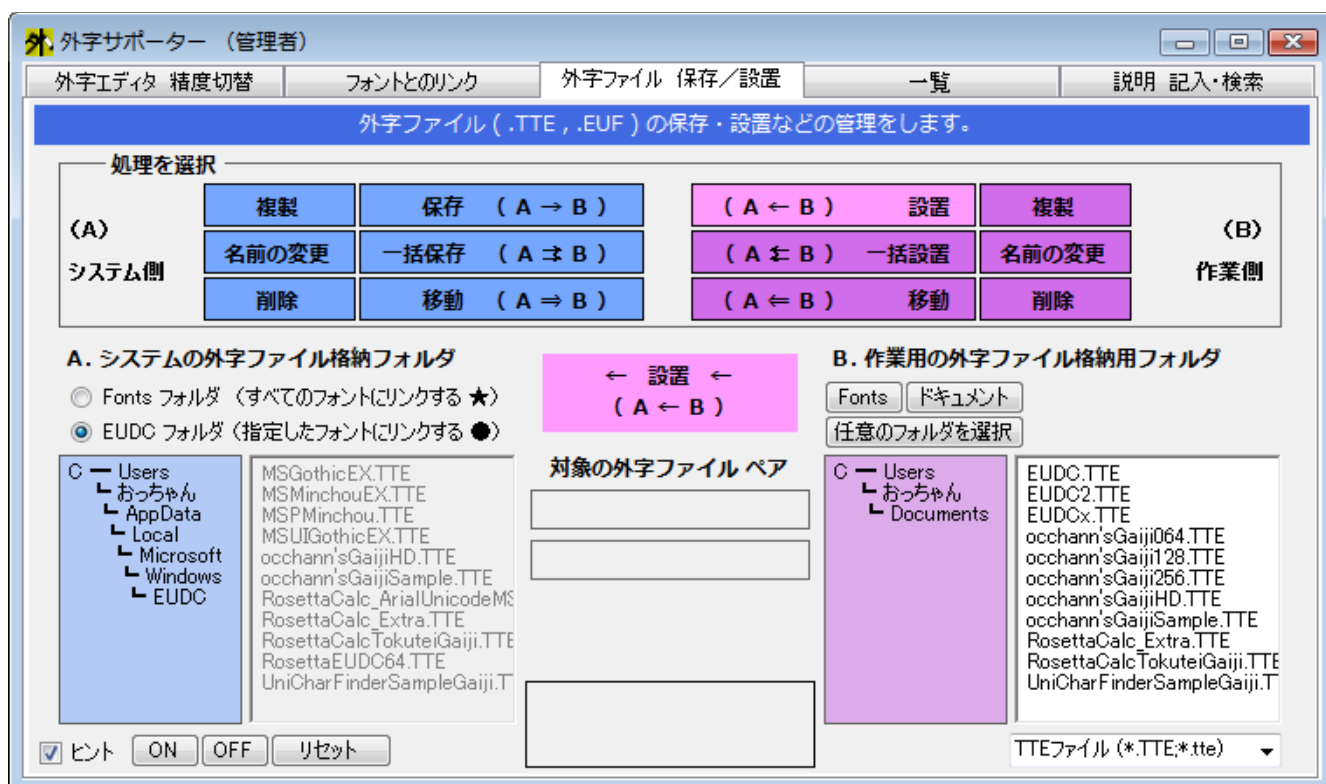 外字サポーター （管理者）
外字エディタ 精度切替
フォントとのリンク
外字ファイル 保存／設置
一覧
説明 記入・検索
外字ファイル ( .TTE , .EUF ) の保存・設置などの管理をします。
処理を選択
(A)
システム側
複製
保存 ( A → B )
名前の変更
一括保存 ( A ⇉ B )
削除
移動 ( A ⇒ B )
( A ← B ) 設置
複製
( A ⇇ B ) 一括設置
名前の変更
( A ⇐ B ) 移動
削除
(B)
作業側
A. システムの外字ファイル格納フォルダ
Fonts フォルダ （すべてのフォントにリンクする ★）
EUDC フォルダ （指定したフォントにリンクする ●）
C ━ Users
┗ おっちゃん
┗ AppData
┗ Local
┗ Microsoft
┗ Windows
┗ EUDC
MSGothicEX.TTE
MSMinchouEX.TTE
MSPMinchou.TTE
MSUIGothicEX.TTE
occhann'sGaijiHD.TTE
occhann'sGaijiSample.TTE
RosettaCalc_ArialUnicodeMS
RosettaCalc_Extra.TTE
RosettaCalcTokuteiGaiji.TTE
RosettaEUDC64.TTE
UniCharFinderSampleGaiji.T
← 設置 ←
( A ← B )
対象の外字ファイル ペア
B. 作業用の外字ファイル格納用フォルダ
Fonts
ドキュメント
任意のフォルダを選択
C ━ Users
┗ おっちゃん
┗ Documents
EUDC.TTE
EUDC2.TTE
EUDCx.TTE
occhann'sGaiji064.TTE
occhann'sGaiji128.TTE
occhann'sGaiji256.TTE
occhann'sGaijiHD.TTE
occhann'sGaijiSample.TTE
RosettaCalc_Extra.TTE
RosettaCalcTokuteiGaiji.TTE
UniCharFinderSampleGaiji.T
ヒント
ON
OFF
リセット
TTEファイル (*.TTE;*.tte)